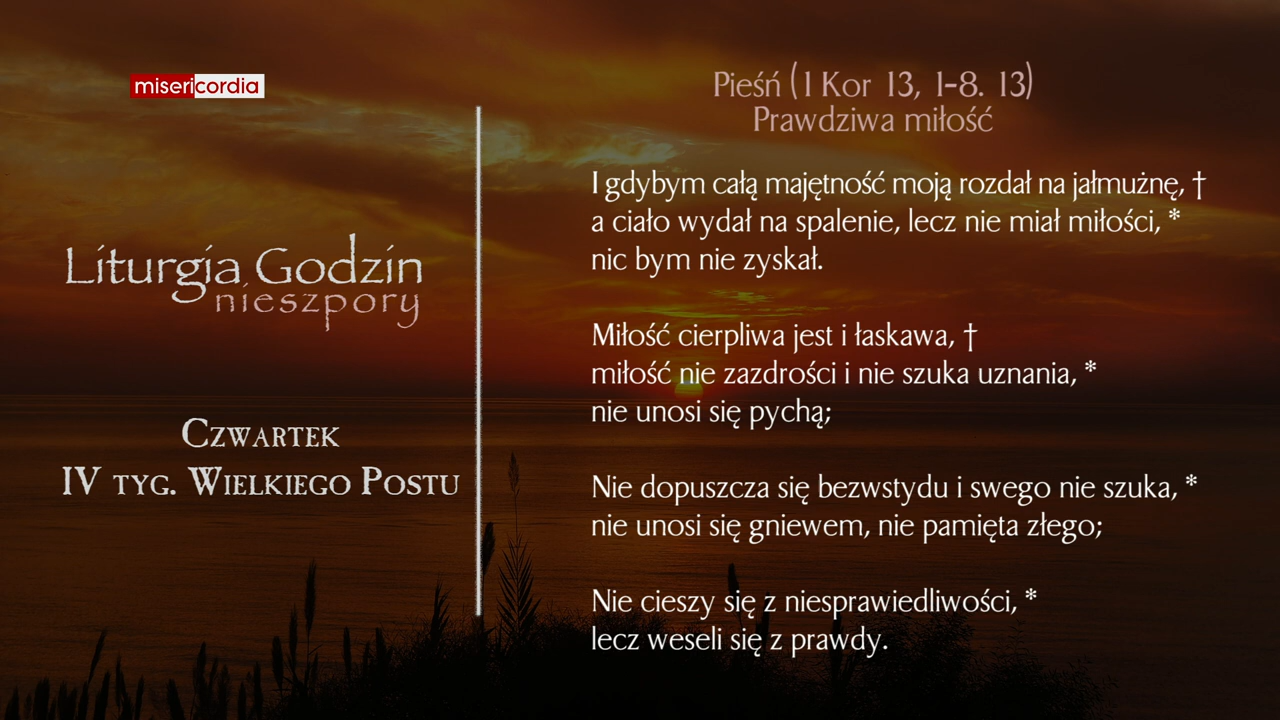 misericordia
Liturgia Godzin
nieszpory
Czwartek
IV tyg. Wielkiego Postu
Pieśń (1 Kor 13, 1-8. 13)
Prawdziwa miłość
I gdybym całą majętność moją rozdał na jałmużnę, †
a ciało wydał na spalenie, lecz nie miał miłości, *
nic bym nie zyskał.
Miłość cierpliwa jest i łaskawa, †
miłość nie zazdrości i nie szuka uznania, *
nie unosi się pychą;
Nie dopuszcza się bezwstydu i swego nie szuka, *
nie unosi się gniewem, nie pamięta złego;
Nie cieszy się z niesprawiedliwości, *
lecz weseli się z prawdy.